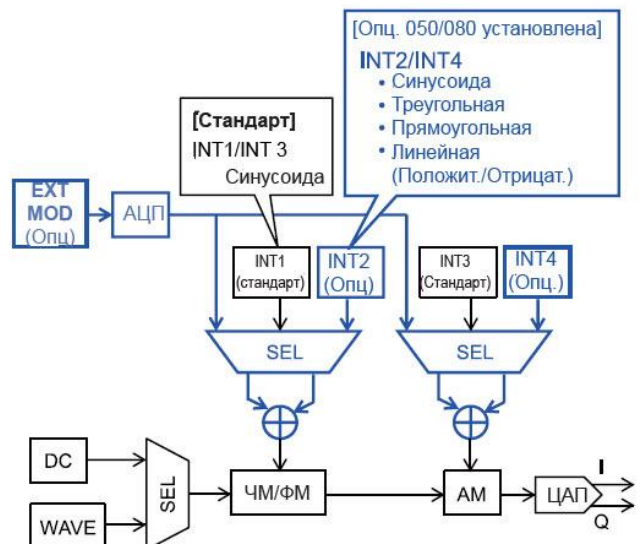 [Опц. 050/080 установлена]
INT2/INT4
• Синусоида
• Треугольная
• Прямоугольная
• Линейная
(Положит./Отрицат.)
[Стандарт]
INT1/INT 3
Синусоида
EXT
MOD
(Опц)
АЦП
INT1
(стандарт)
INT2
(Опц)
INT3
(Стандарт)
INT4
(Опц.)
SEL
SEL
DC
WAVE
SEL
ЧМ/ФМ
АМ
ЦАП
I
Q